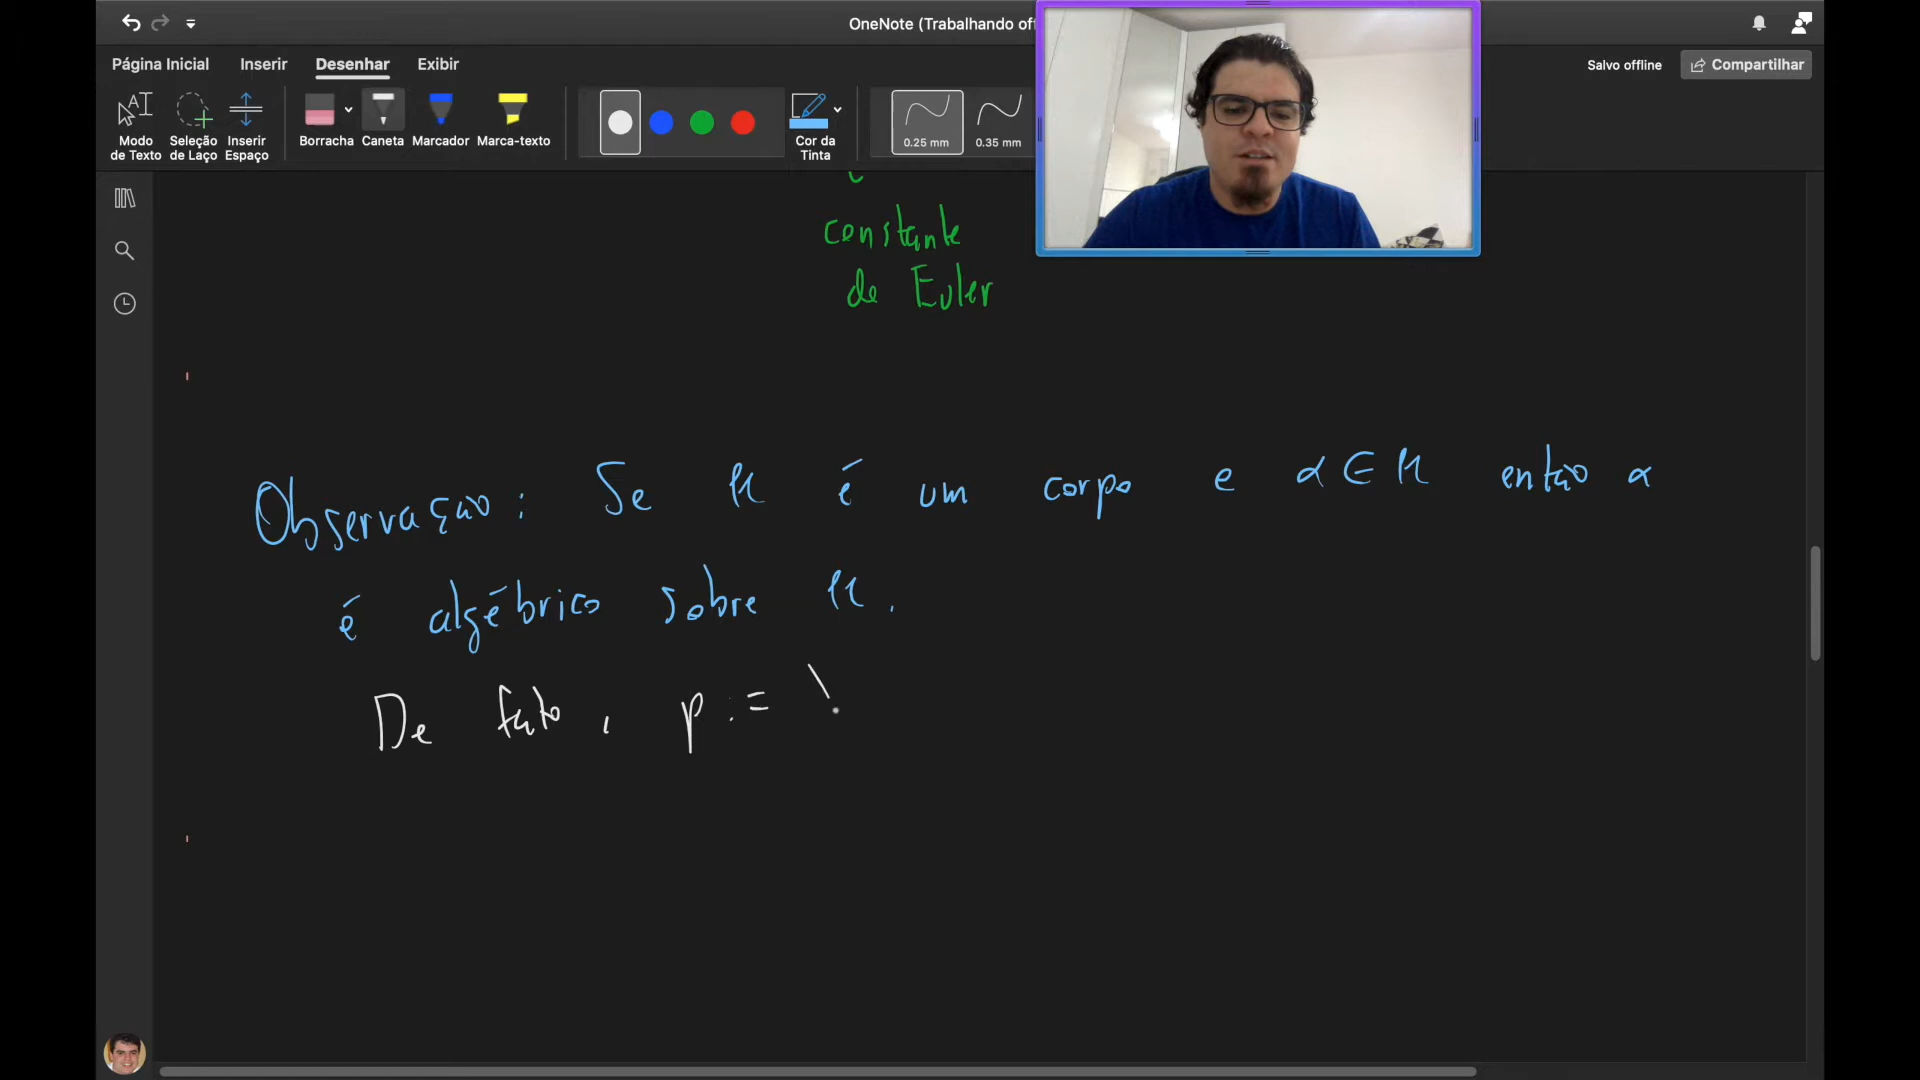 OneNote (Trabalhando off
Página Inicial Inserir Desenhar Exibir
Salvo offline Compartilhar
Modo de Texto Seleção de Laço Inserir Espaço Borracha Caneta Marcador Marca-texto Cor da Tinta 0.25 mm 0.35 mm
constante
de Euler
Observação: Se K é um corpo e α ∈ K então α
é algébrico sobre K.
De fato, p := \